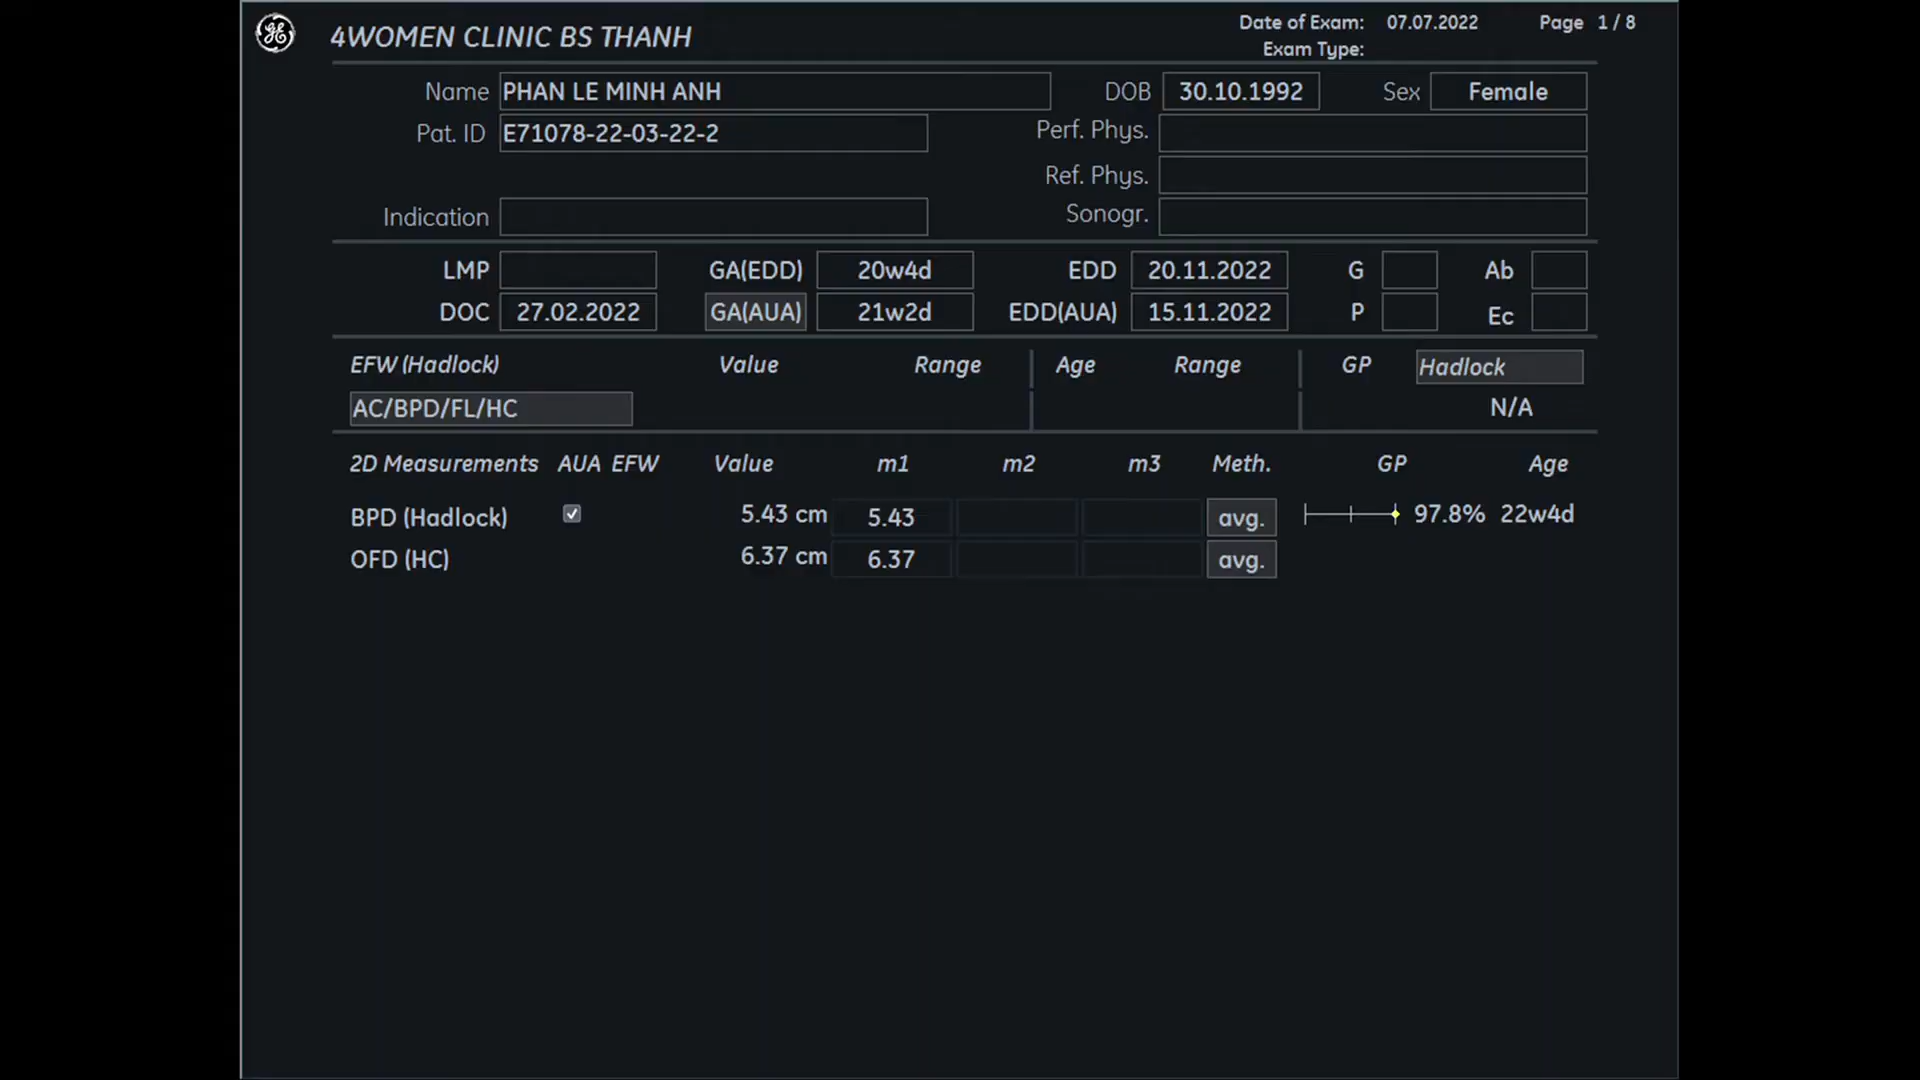 4WOMEN CLINIC BS THANH Date of Exam: 07.07.2022 Page 1 / 8
Exam Type:
Name PHAN LE MINH ANH DOB 30.10.1992 Sex Female
Pat. ID E71078-22-03-22-2 Perf. Phys.
Ref. Phys.
Indication Sonogr.
LMP GA(EDD) 20w4d EDD 20.11.2022 G Ab
DOC 27.02.2022 GA(AUA) 21w2d EDD(AUA) 15.11.2022 P Ec
EFW (Hadlock) Value Range Age Range GP Hadlock
AC/BPD/FL/HC N/A
2D Measurements AUA EFW Value m1 m2 m3 Meth. GP Age
BPD (Hadlock) 5.43 cm 5.43 avg. 97.8% 22w4d
OFD (HC) 6.37 cm 6.37 avg.